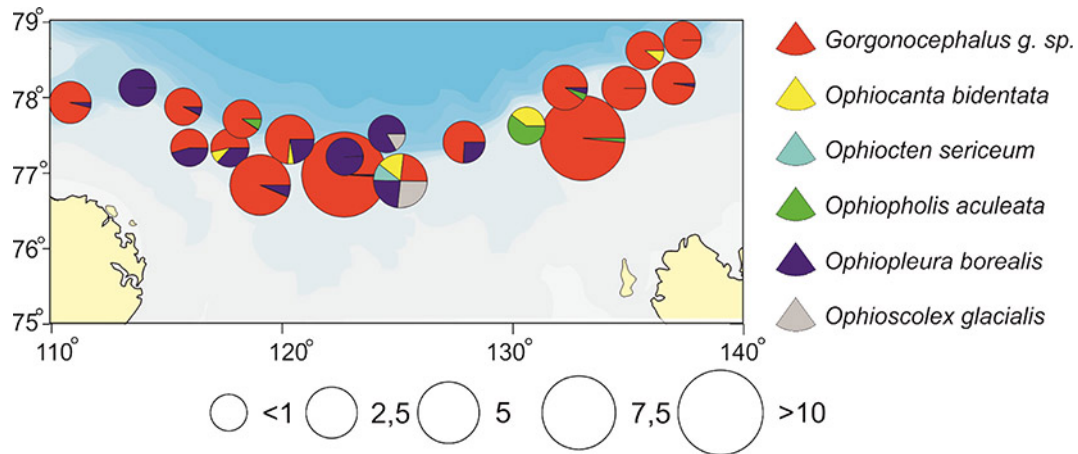 79°
78°
77°
76°
75°
110°
120°
130°
140°
Gorgonocephalus g. sp.
Ophiocanta bidentata
Ophiocten sericeum
Ophiopholis aculeata
Ophiopleura borealis
Ophioscolex glacialis
<1
2,5
5
7,5
>10